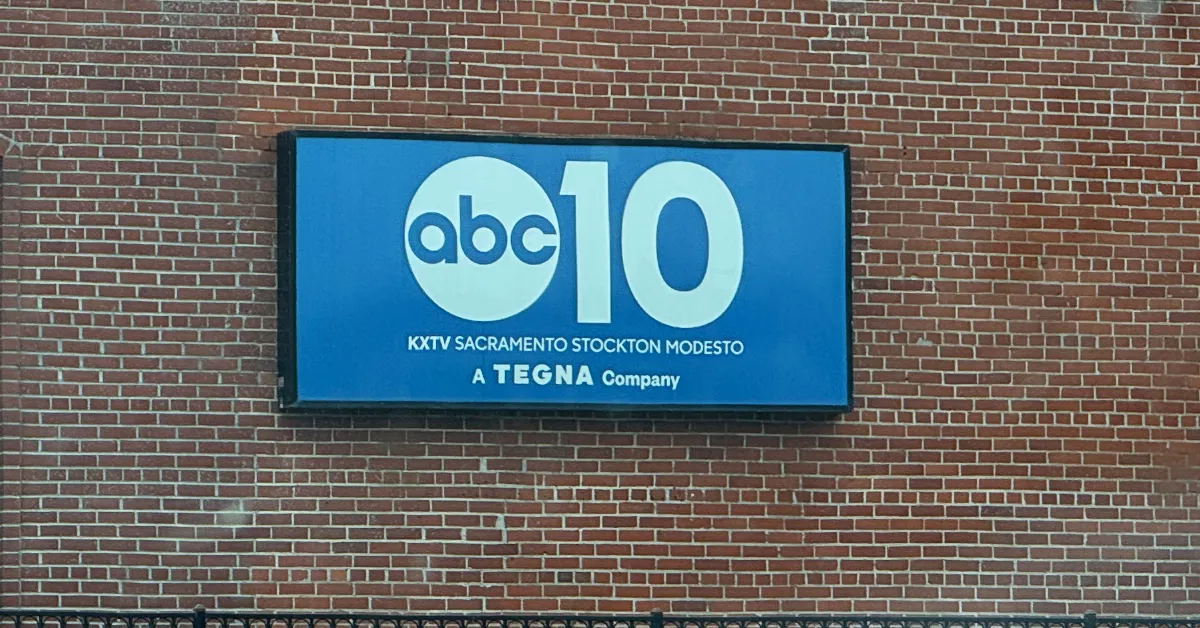 abc10
KXTV SACRAMENTO STOCKTON MODESTO
A TEGNA Company